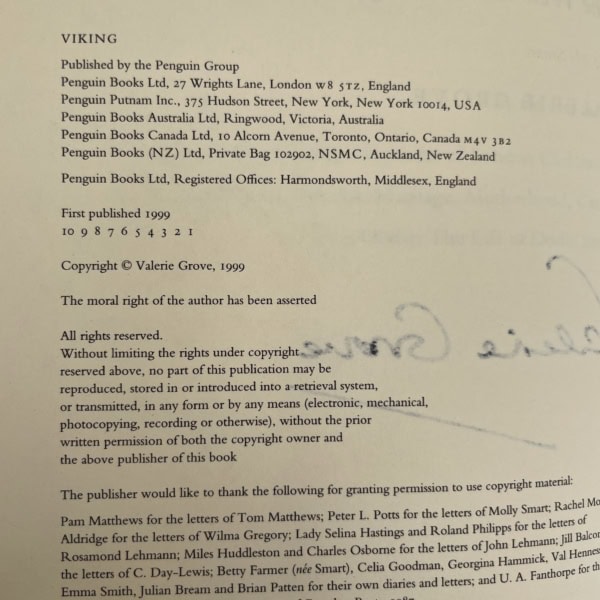 VIKING
Published by the Penguin Group
Penguin Books Ltd, 27 Wrights Lane, London W8 5TZ, England
Penguin Putnam Inc., 375 Hudson Street, New York, New York 10014, USA
Penguin Books Australia Ltd, Ringwood, Victoria, Australia
Penguin Books Canada Ltd, 10 Alcorn Avenue, Toronto, Ontario, Canada M4V 3B2
Penguin Books (NZ) Ltd, Private Bag 102902, NSMC, Auckland, New Zealand
Penguin Books Ltd, Registered Offices: Harmondsworth, Middlesex, England
First published 1999
10 9 8 7 6 5 4 3 2 1
Copyright © Valerie Grove, 1999
The moral right of the author has been asserted
All rights reserved.
Without limiting the rights under copyright
reserved above, no part of this publication may be
reproduced, stored in or introduced into a retrieval system,
or transmitted, in any form or by any means (electronic, mechanical,
photocopying, recording or otherwise), without the prior
written permission of both the copyright owner and
the above publisher of this book
The publisher would like to thank the following for granting permission to use copyright material:
Pam Matthews for the letters of Tom Matthews; Peter L. Potts for the letters of Molly Smart; Rachel
Aldridge for the letters of Wilma Gregory; Lady Selina Hastings and Roland Philipps for the letters of
Rosamond Lehmann; Miles Huddleston and Charles Osborne for the letters of John Lehmann; Jill
the letters of C. Day-Lewis; Betty Farmer (née Smart), Celia Goodman, Georgina Hammick, Val
Emma Smith, Julian Bream and Brian Patten for their own diaries and letters; and U. A. Fanthorpe for